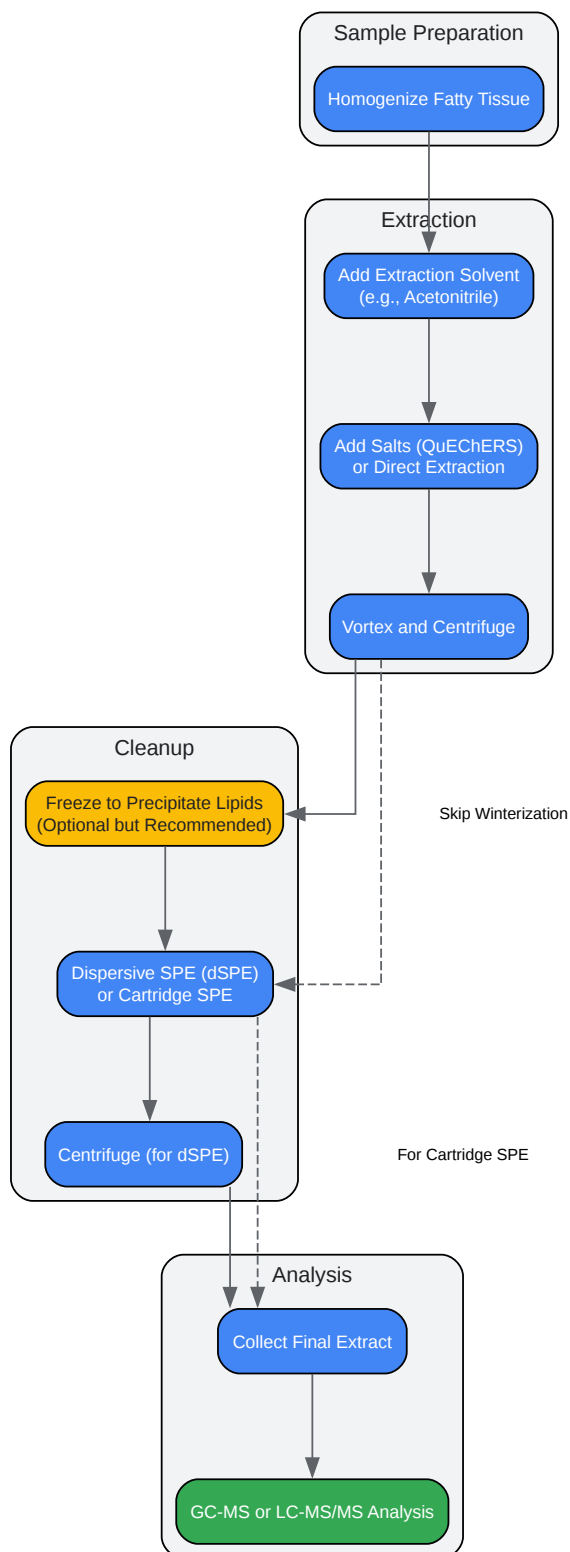 Sample Preparation
Homogenize Fatty Tissue
Extraction
Add Extraction Solvent
(e.g., Acetonitrile)
Add Salts (QuEChERS)
or Direct Extraction
Vortex and Centrifuge
Cleanup
Freeze to Precipitate Lipids
(Optional but Recommended)
Skip Winterization
Dispersive SPE (dSPE)
or Cartridge SPE
Centrifuge (for dSPE)
For Cartridge SPE
Analysis
Collect Final Extract
GC-MS or LC-MS/MS Analysis